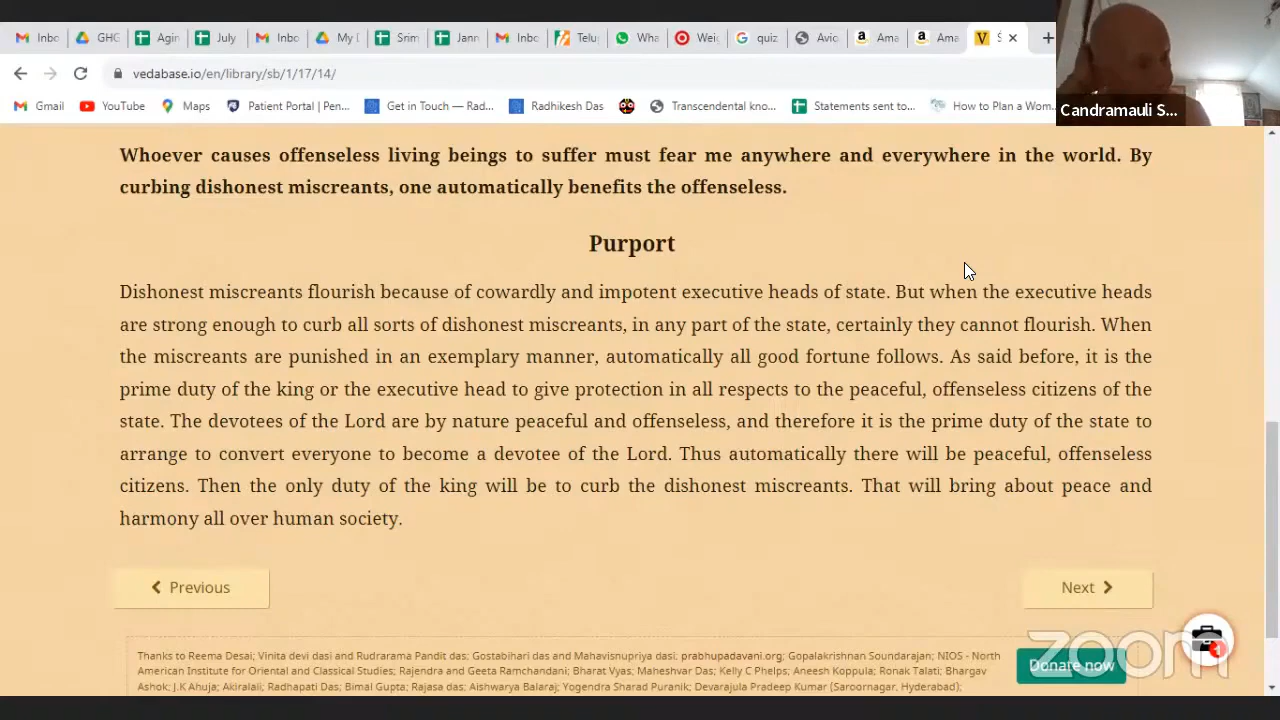 Inbo GHC Agin July Inbo My I Srim Jann Inbo Telu Wha Weig quiz Avic Ama Ama
vedabase.io/en/library/sb/1/17/14/
Gmail YouTube Maps Patient Portal | Pen... Get in Touch — Rad... Radhikesh Das Transcendental kno... Statements sent to... How to Plan a Wom...
Candramauli S...
Whoever causes offenseless living beings to suffer must fear me anywhere and everywhere in the world. By
curbing dishonest miscreants, one automatically benefits the offenseless.
Purport
Dishonest miscreants flourish because of cowardly and impotent executive heads of state. But when the executive heads
are strong enough to curb all sorts of dishonest miscreants, in any part of the state, certainly they cannot flourish. When
the miscreants are punished in an exemplary manner, automatically all good fortune follows. As said before, it is the
prime duty of the king or the executive head to give protection in all respects to the peaceful, offenseless citizens of the
state. The devotees of the Lord are by nature peaceful and offenseless, and therefore it is the prime duty of the state to
arrange to convert everyone to become a devotee of the Lord. Thus automatically there will be peaceful, offenseless
citizens. Then the only duty of the king will be to curb the dishonest miscreants. That will bring about peace and
harmony all over human society.
Previous
Next
Thanks to Reema Desai; Vinita devi dasi and Rudrarama Pandit das; Gostabihari das and Mahavisnupriya dasi; prabhupadavani.org; Gopalakrishnan Soundarajan; NIOS - North
American Institute for Oriental and Classical Studies; Rajendra and Geeta Ramchandani; Bharat Vyas; Maheshver Das; Kelly C Phelps; Aneesh Koppula; Ronak Talati; Bhargav
Ashok; J.K Ahuja; Akiralali; Radhapati Das; Bimal Gupta; Rajasa das; Aishwarya Balaraj; Yogendra Sharad Puranik; Devarajula Pradeep Kumar (Saroornagar, Hyderabad);
Donate now
zoom